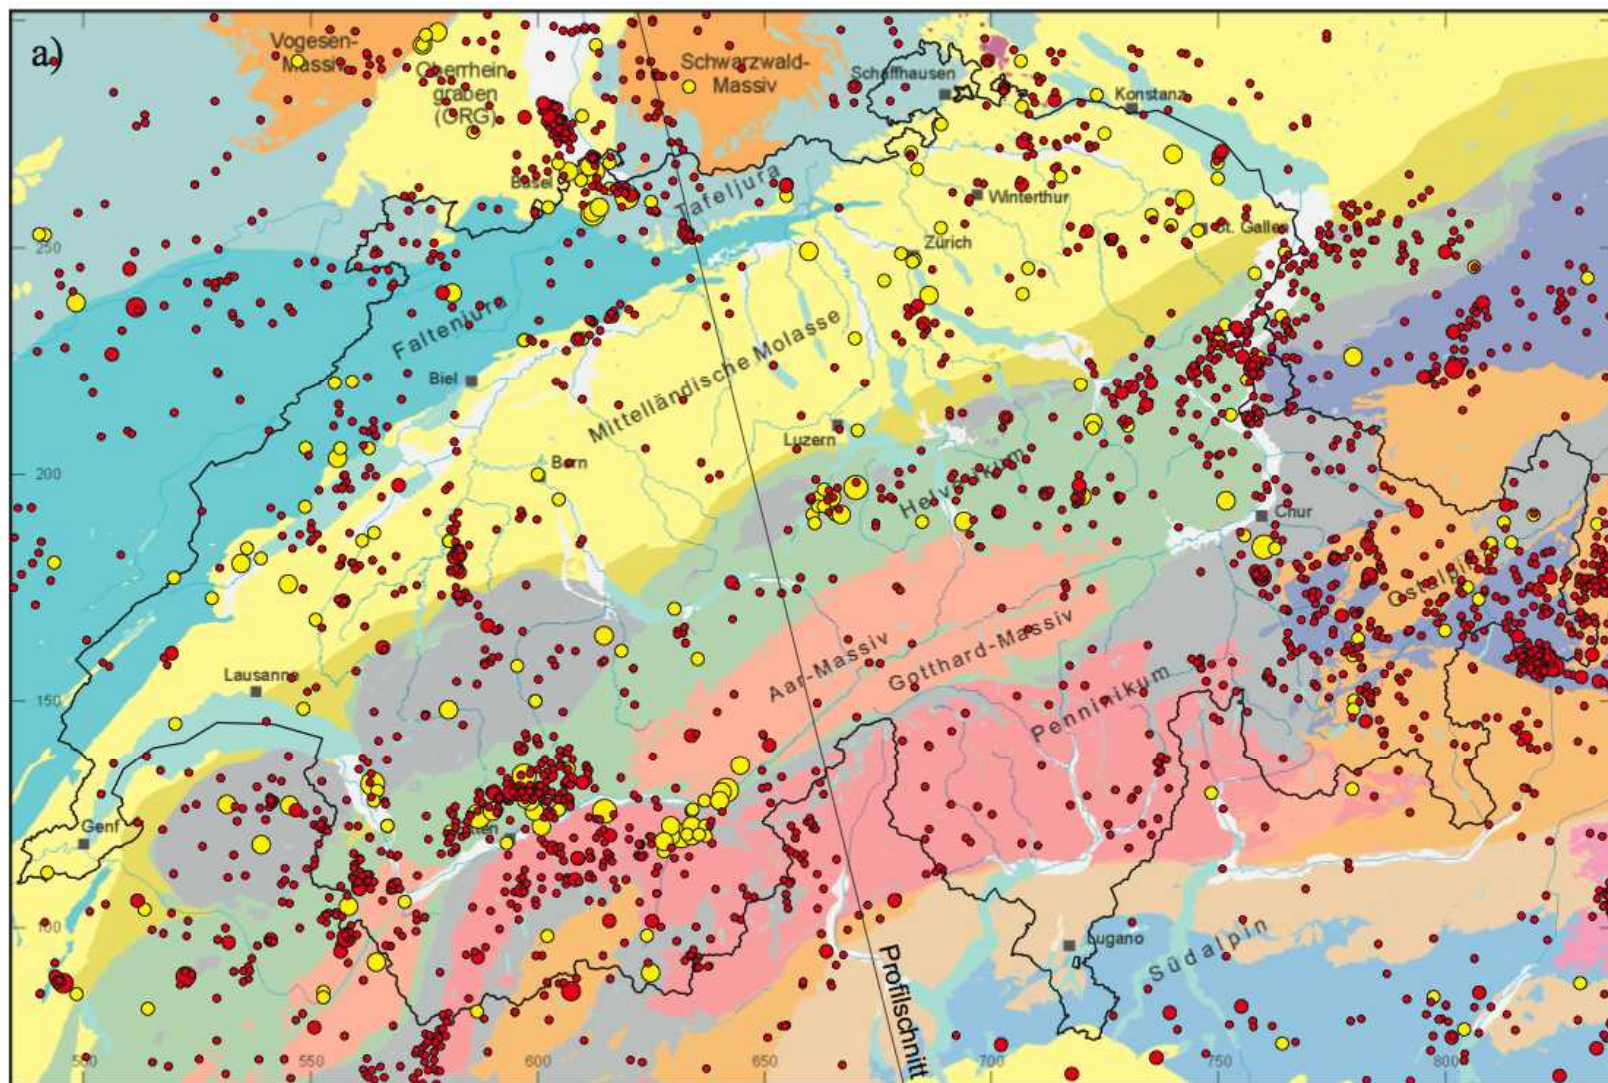 a)
Vogesen-
Massiv
Oberrhein
graben
(ORG)
Schwarzwald-
Massiv
Schaffhausen
Konstanz
Basel
Tafeljura
Winterthur
St. Gallen
Zürich
250
Faltenjura
Biel
Mittelländische Molasse
Luzern
Bern
200
Helvetikum
Chur
Ostalpin
Aar-Massiv
Gotthard-Massiv
Penninikum
Lausanne
150
Genf
100
Lugano
Südalpin
Profilschnitt
500
550
600
650
700
750
800